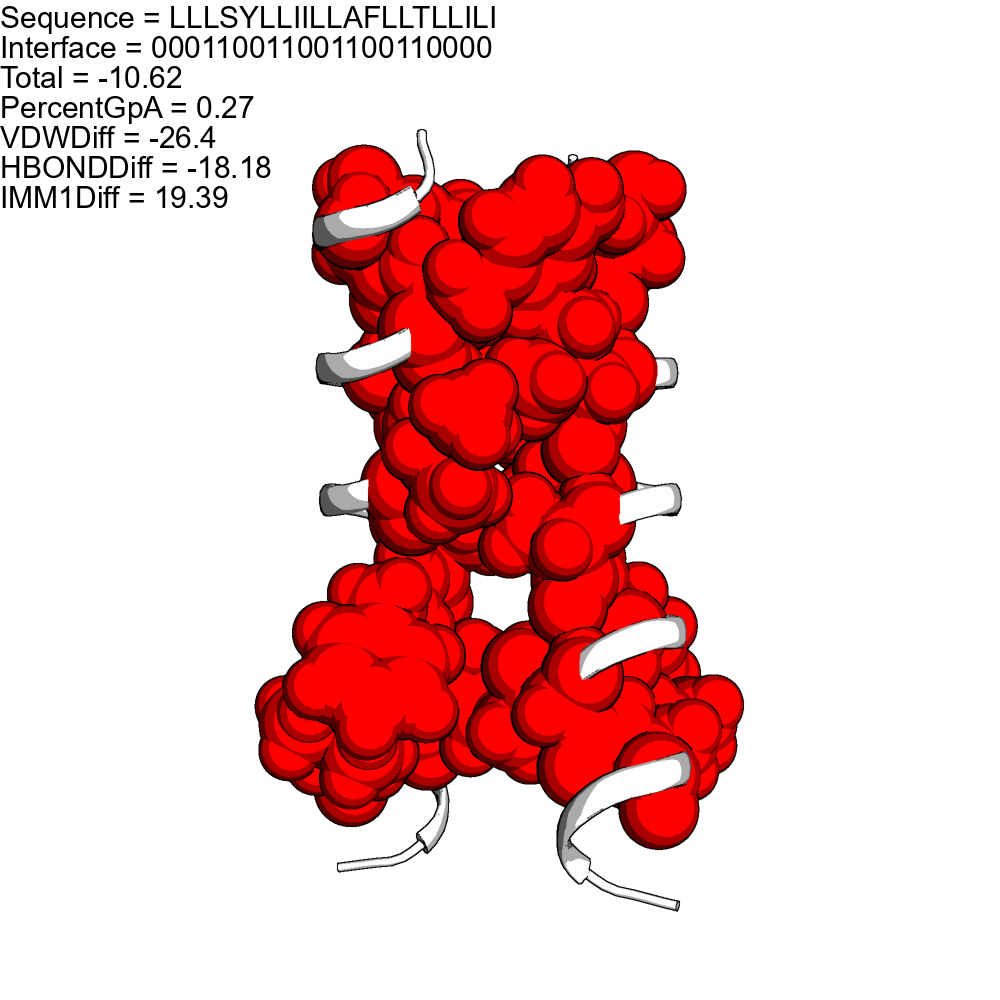 Sequence = LLLSYLLIILLAFLLTLLILI
Interface = 000110011001100110000
Total = -10.62
PercentGpA = 0.27
VDWDiff = -26.4
HBONDDiff = -18.18
IMM1Diff = 19.39